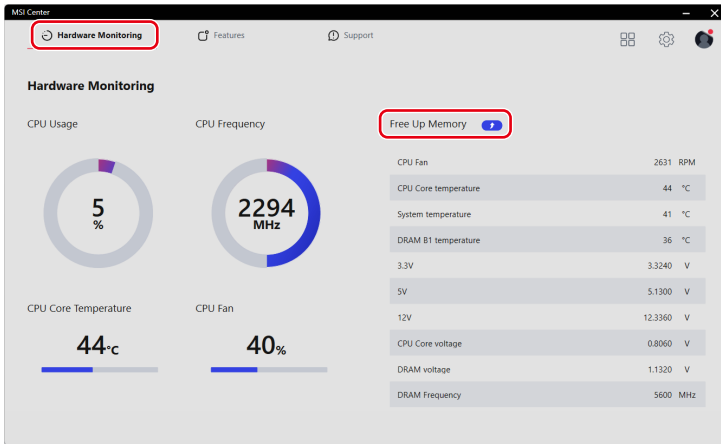 MSI Center
Hardware Monitoring
Features
Support
Hardware Monitoring
CPU Usage
CPU Frequency
Free Up Memory
5
%
2294
MHz
CPU Core Temperature
CPU Fan
44°C
40%
CPU Fan 2631 RPM
CPU Core temperature 44 °C
System temperature 41 °C
DRAM B1 temperature 36 °C
3.3V 3.3240 V
5V 5.1300 V
12V 12.3360 V
CPU Core voltage 0.8060 V
DRAM voltage 1.1320 V
DRAM Frequency 5600 MHz